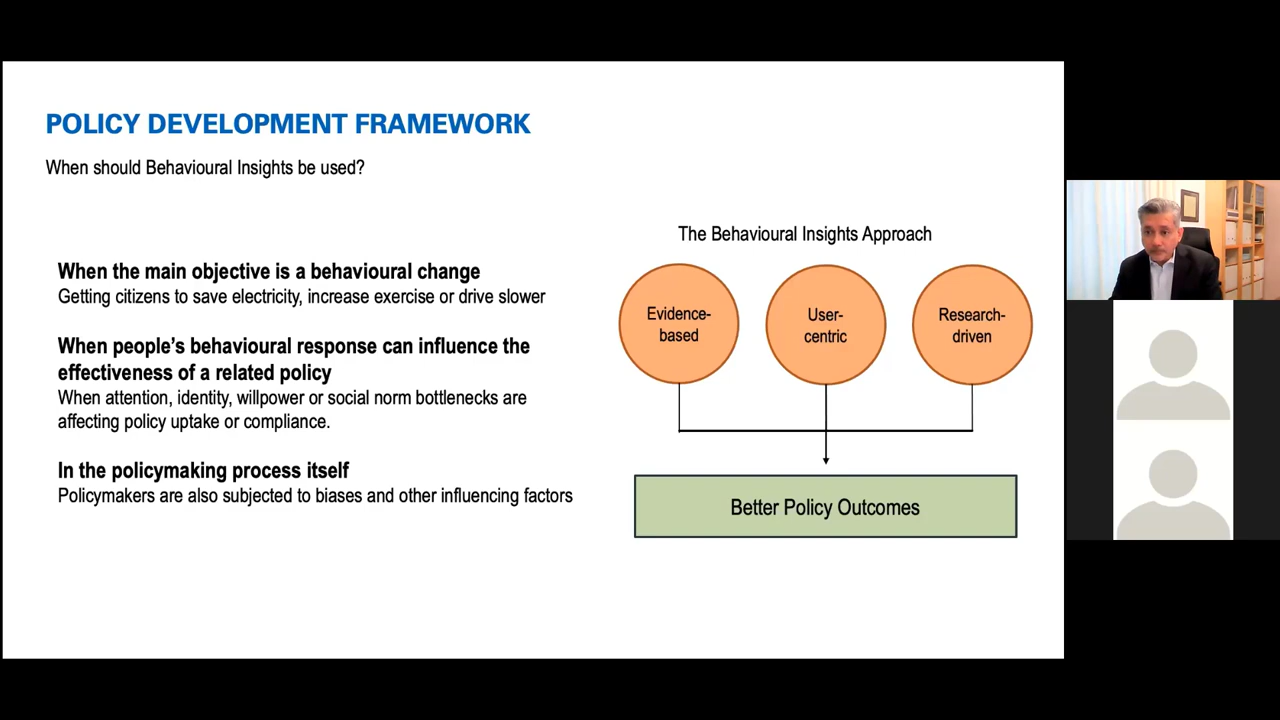 POLICY DEVELOPMENT FRAMEWORK
When should Behavioural Insights be used?
When the main objective is a behavioural change
Getting citizens to save electricity, increase exercise or drive slower
When people’s behavioural response can influence the
effectiveness of a related policy
When attention, identity, willpower or social norm bottlenecks are
affecting policy uptake or compliance.
In the policymaking process itself
Policymakers are also subjected to biases and other influencing factors
The Behavioural Insights Approach
Evidence-
based
User-
centric
Research-
driven
Better Policy Outcomes